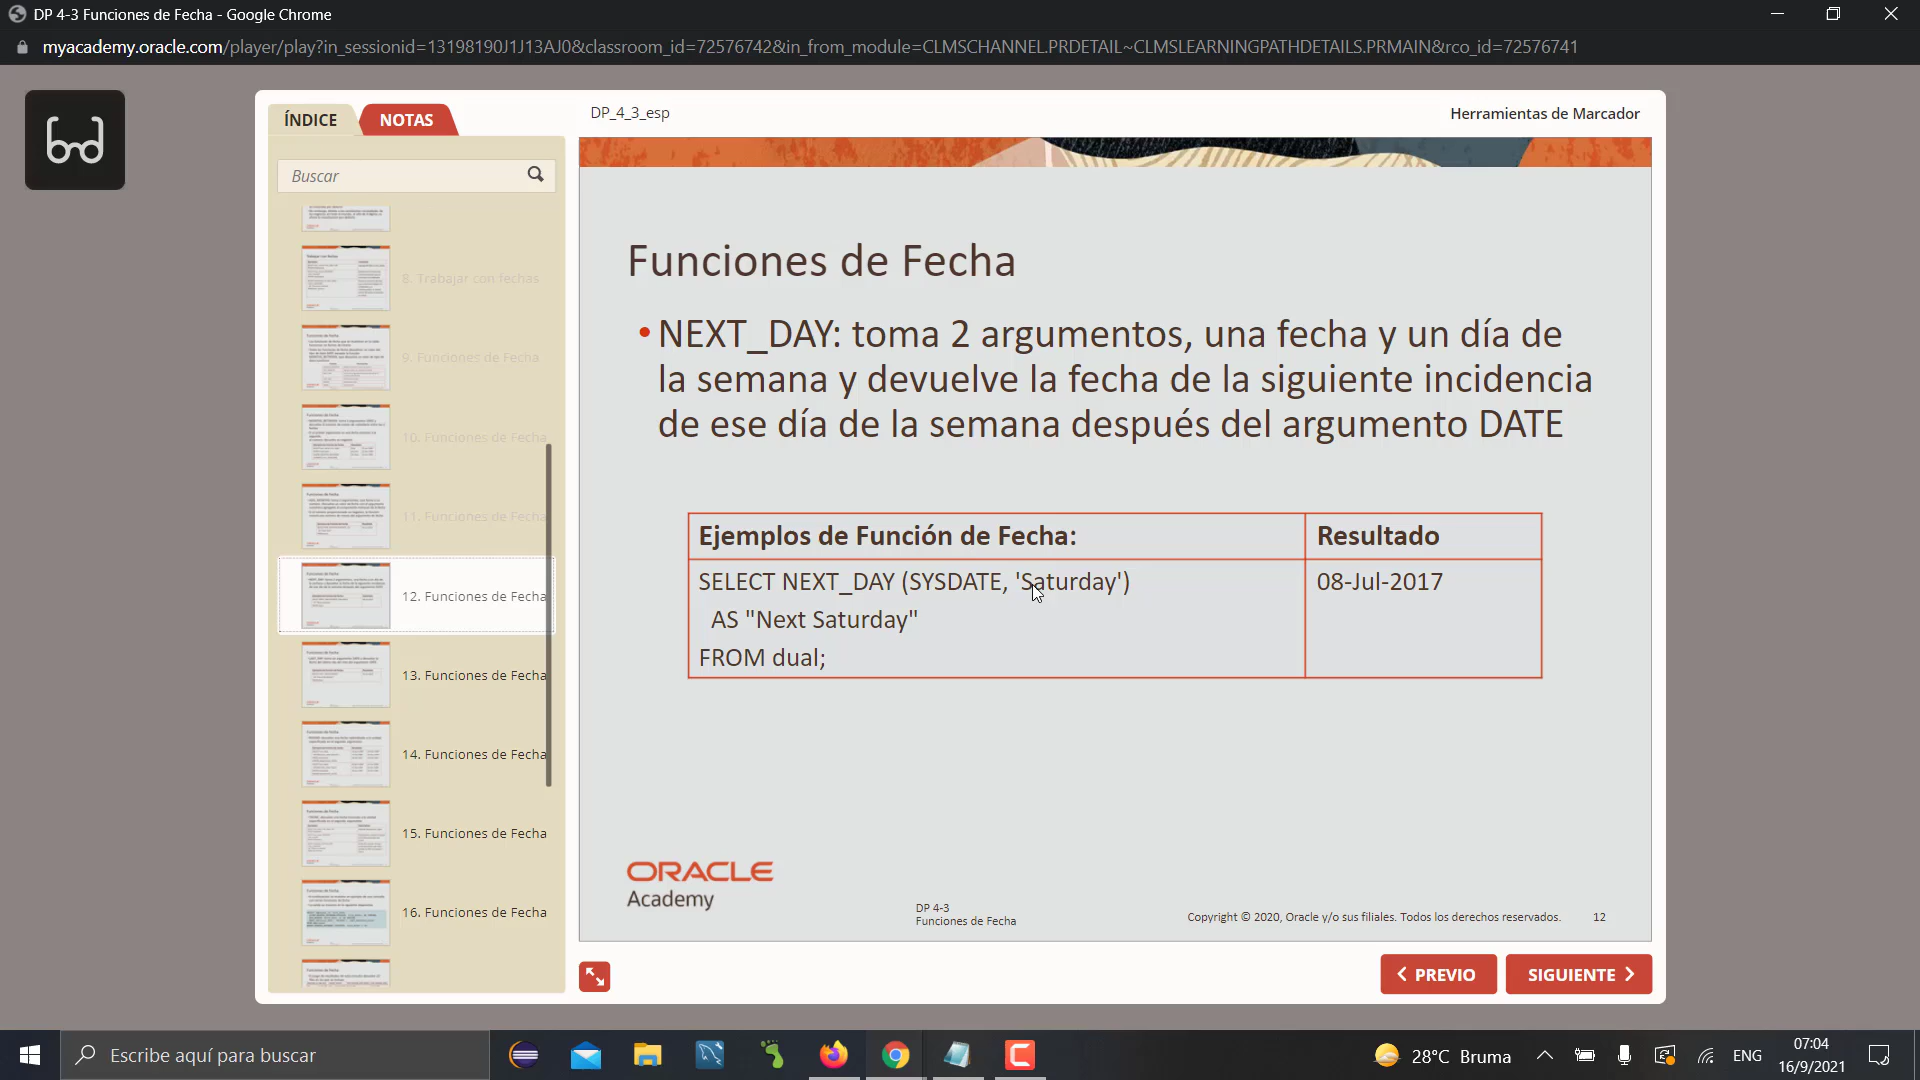 DP 4-3 Funciones de Fecha - Google Chrome
myacademy.oracle.com/player/play?in_sessionid=13198190J1J13AJ0&classroom_id=72576742&in_from_module=CLMSCHANNEL.PRDETAIL~CLMSLEARNINGPATHDETAILS.PRMAIN&rco_id=72576741
ÍNDICE
NOTAS
DP_4_3_esp
Herramientas de Marcador
Buscar
8. Trabajar con fechas
9. Funciones de Fecha
10. Funciones de Fecha
11. Funciones de Fecha
12. Funciones de Fecha
13. Funciones de Fecha
14. Funciones de Fecha
15. Funciones de Fecha
16. Funciones de Fecha
Funciones de Fecha
• NEXT_DAY: toma 2 argumentos, una fecha y un día de
la semana y devuelve la fecha de la siguiente incidencia
de ese día de la semana después del argumento DATE
Ejemplos de Función de Fecha:
Resultado
SELECT NEXT_DAY (SYSDATE, 'Saturday')
AS "Next Saturday"
FROM dual;
08-Jul-2017
ORACLE
Academy
DP 4-3
Funciones de Fecha
Copyright © 2020, Oracle y/o sus filiales. Todos los derechos reservados.
12
PREVIO
SIGUIENTE
Escribe aquí para buscar
28°C Bruma
ENG
07:04
16/9/2021